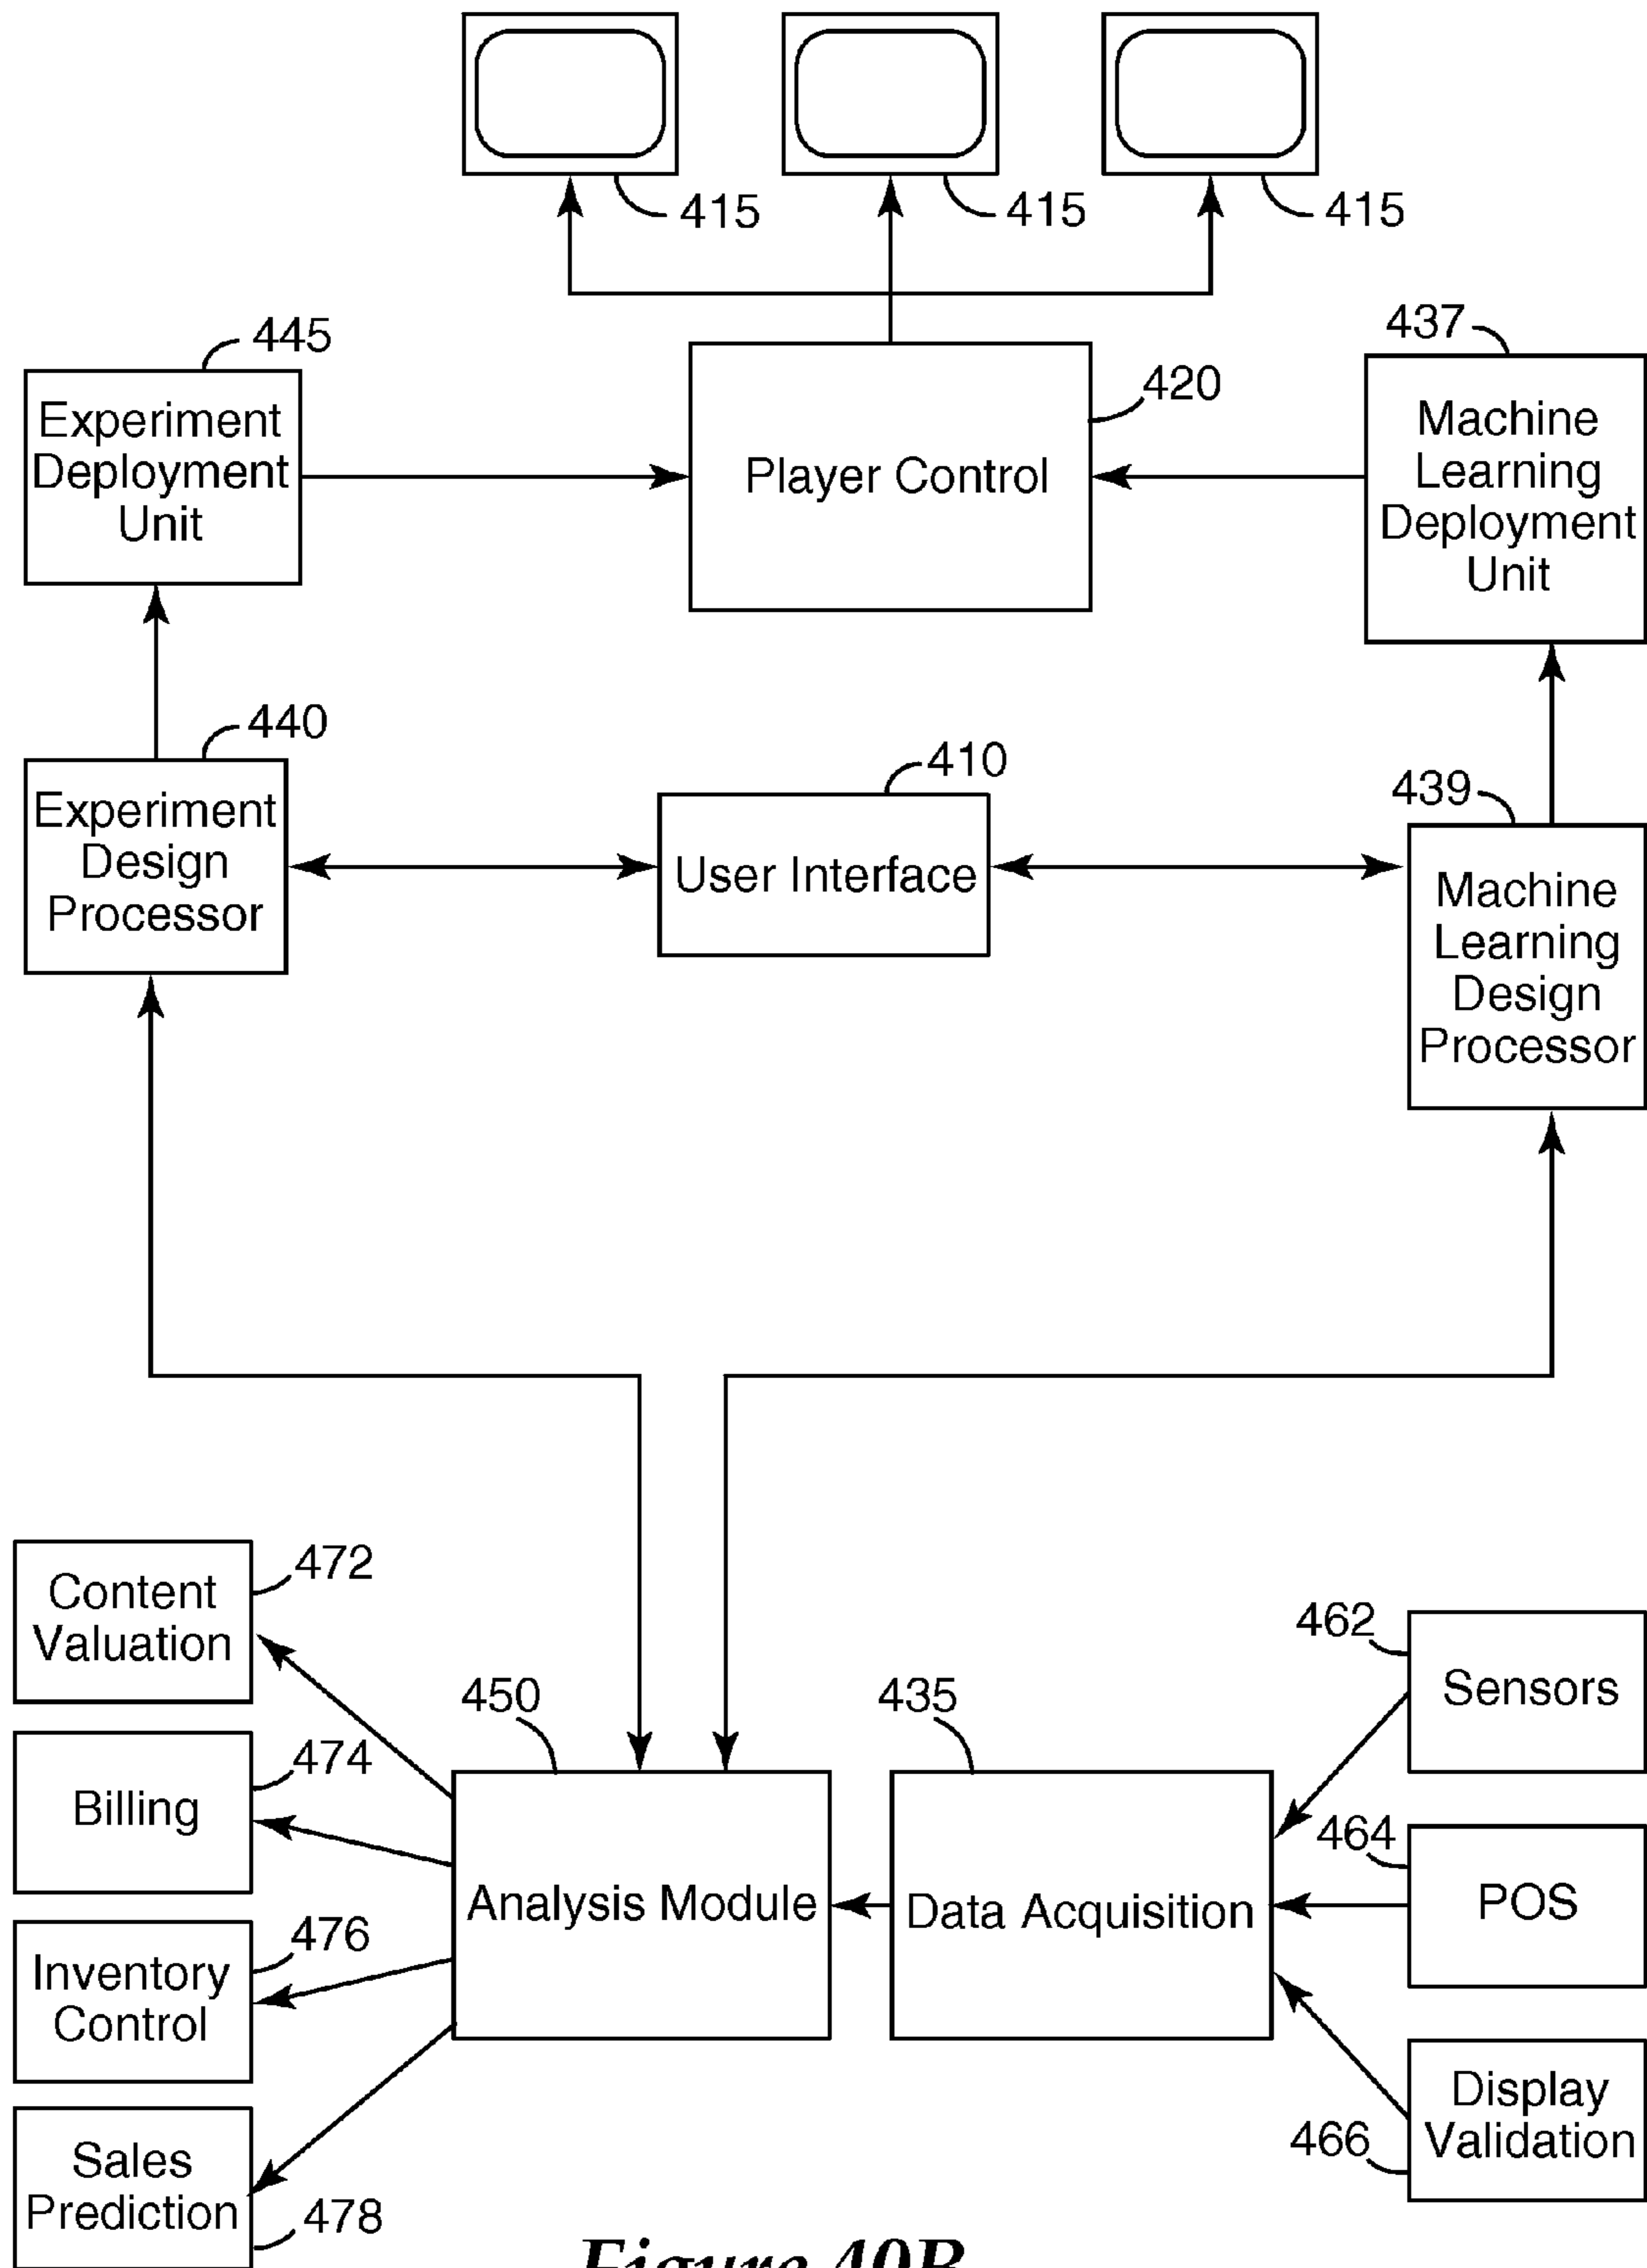 415
415
415
445
437
420
Experiment
Deployment
Unit
Player Control
Machine
Learning
Deployment
Unit
440
410
439
Experiment
Design
Processor
User Interface
Machine
Learning
Design
Processor
472
Content
Valuation
474
Billing
476
Inventory
Control
Sales
Prediction
478
450
Analysis Module
435
Data Acquisition
462
Sensors
464
POS
Display
Validation
466
Figure 40B